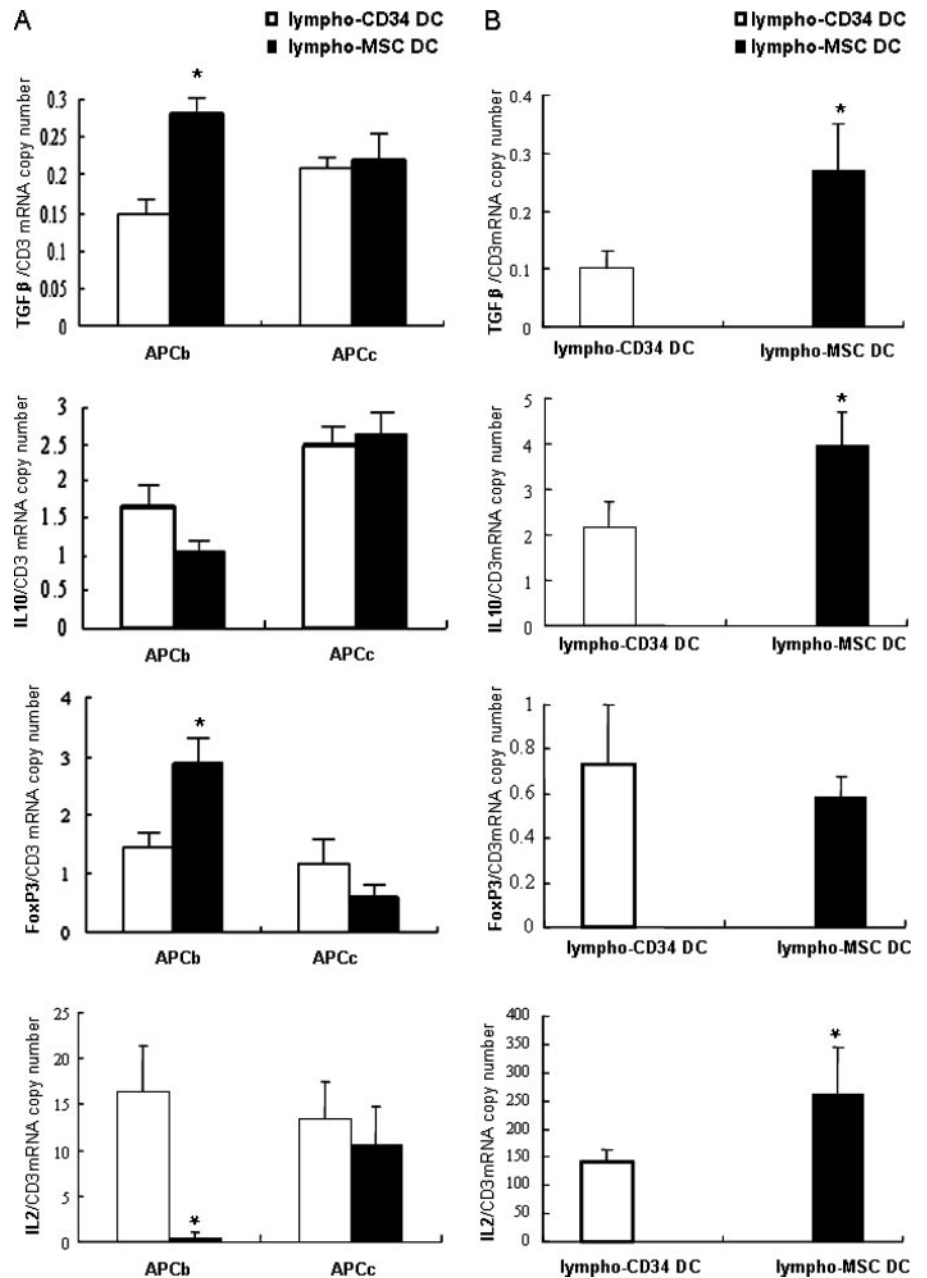 A
lympho-CD34 DC
lympho-MSC DC
TGFβ/CD3 mRNA copy number
0.3
0.25
0.2
0.15
0.1
0.05
0
*
APCb
APCc
IL10/CD3 mRNA copy number
3
2.5
2
1.5
1
0.5
0
APCb
APCc
FoxP3/CD3 mRNA copy number
4
3
2
1
0
*
APCb
APCc
IL2/CD3mRNA copy number
25
20
15
10
5
0
*
APCb
APCc
B
lympho-CD34 DC
lympho-MSC DC
TGFβ/CD3mRNA copy number
0.4
0.3
0.2
0.1
0
*
lympho-CD34 DC
lympho-MSC DC
IL10/CD3mRNA copy number
5
4
3
2
1
0
*
lympho-CD34 DC
lympho-MSC DC
FoxP3/CD3mRNA copy number
1
0.8
0.6
0.4
0.2
0
lympho-CD34 DC
lympho-MSC DC
IL2/CD3mRNA copy number
400
350
300
250
200
150
100
50
0
*
lympho-CD34 DC
lympho-MSC DC